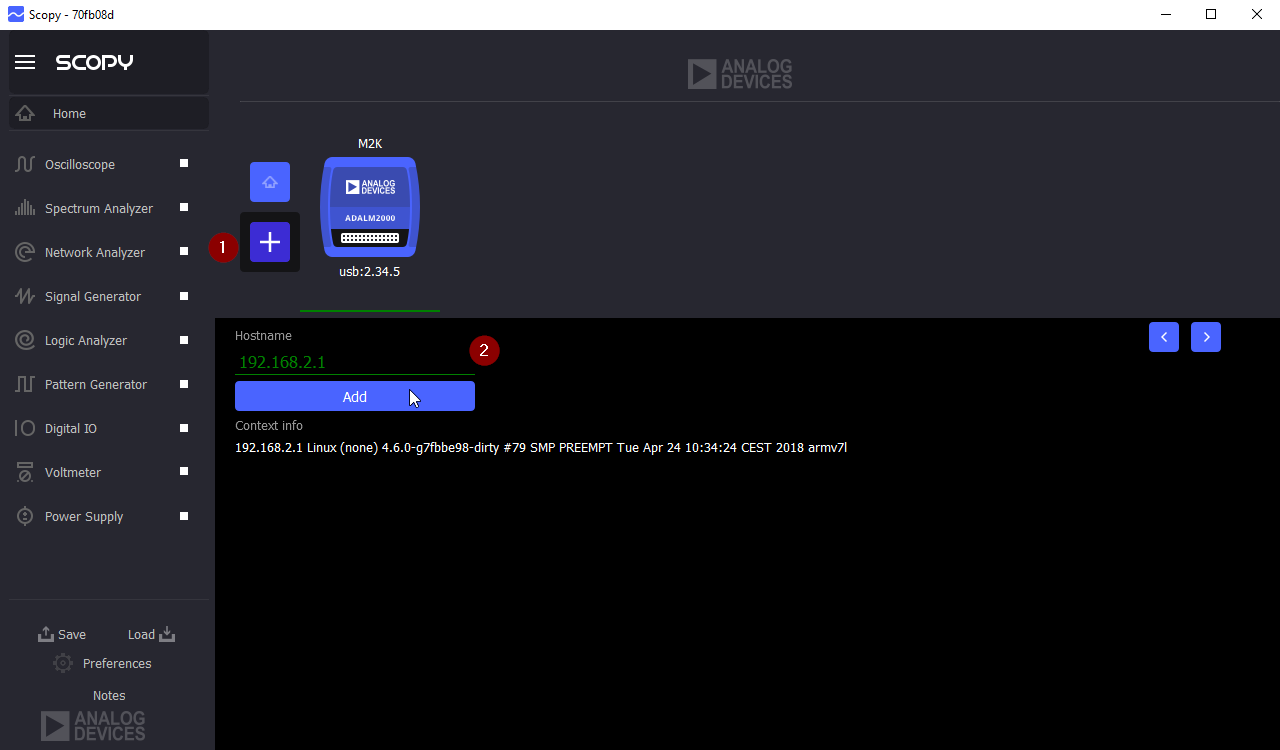 Scopy - 70fb08d
SCOPY
Home
Oscilloscope
Spectrum Analyzer
Network Analyzer
Signal Generator
Logic Analyzer
Pattern Generator
Digital IO
Voltmeter
Power Supply
Save
Load
Preferences
Notes
ANALOG
DEVICES
ANALOG
DEVICES
M2K
ANALOG
DEVICES
ADALM2000
usb:2.34.5
1
Hostname
2
192.168.2.1
Add
Context info
192.168.2.1 Linux (none) 4.6.0-g7fbbe98-dirty #79 SMP PREEMPT Tue Apr 24 10:34:24 CEST 2018 armv7l